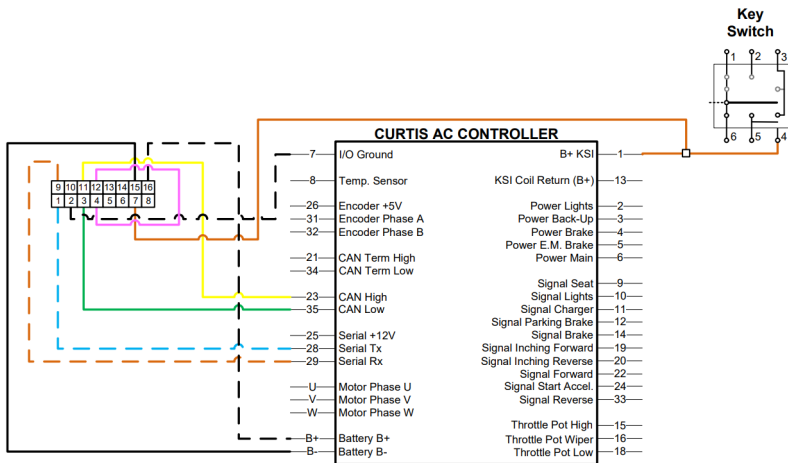 Key
Switch
1 2 3
6 5 4
CURTIS AC CONTROLLER
7 I/O Ground
B+ KSI 1
8 Temp. Sensor
KSI Coil Return (B+) 13
9 10 11 12 13 14 15 16
1 2 3 4 5 6 7 8
26 Encoder +5V
31 Encoder Phase A
32 Encoder Phase B
21 CAN Term High
34 CAN Term Low
23 CAN High
35 CAN Low
25 Serial +12V
28 Serial Tx
29 Serial Rx
U Motor Phase U
V Motor Phase V
W Motor Phase W
B+ Battery B+
B- Battery B-
Power Lights 2
Power Back-Up 3
Power Brake 4
Power E.M. Brake 5
Power Main 6
Signal Seat 9
Signal Lights 10
Signal Charger 11
Signal Parking Brake 12
Signal Brake 14
Signal Inching Forward 19
Signal Inching Reverse 20
Signal Forward 22
Signal Start Accel. 24
Signal Reverse 33
Throttle Pot High 15
Throttle Pot Wiper 16
Throttle Pot Low 18